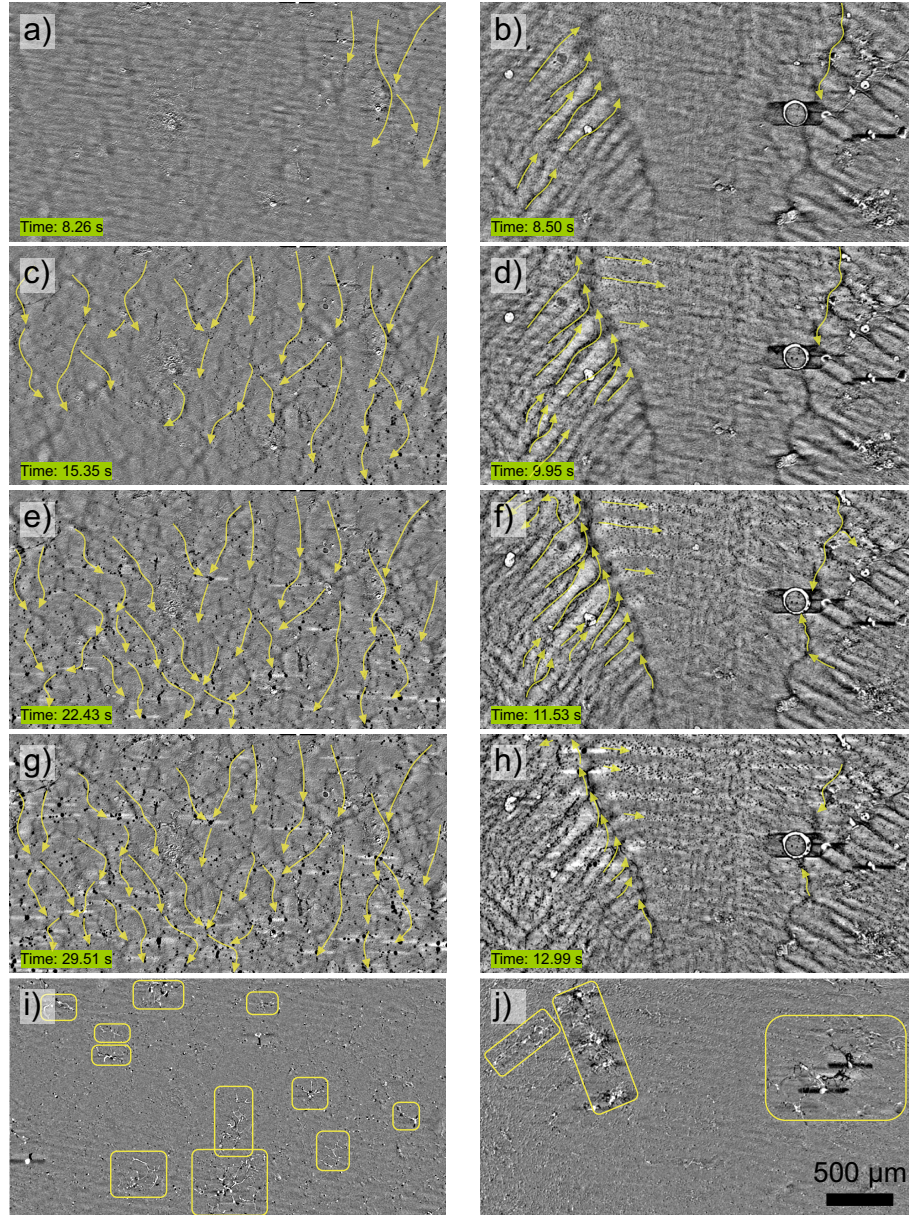 a)
Time: 8.26 s
b)
Time: 8.50 s
c)
Time: 15.35 s
d)
Time: 9.95 s
e)
Time: 22.43 s
f)
Time: 11.53 s
g)
Time: 29.51 s
h)
Time: 12.99 s
i)
j)
500 μm